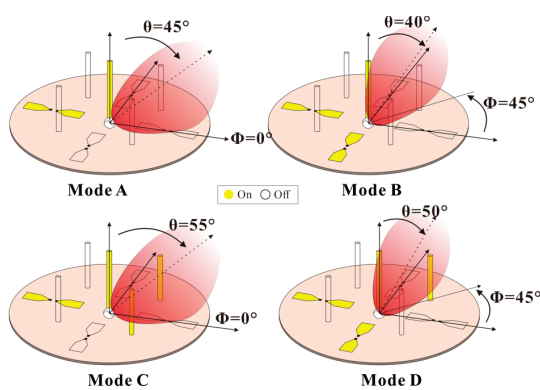 θ=45°
Φ=0°
Mode A
θ=40°
Φ=45°
Mode B
On Off
θ=55°
Φ=0°
Mode C
θ=50°
Φ=45°
Mode D